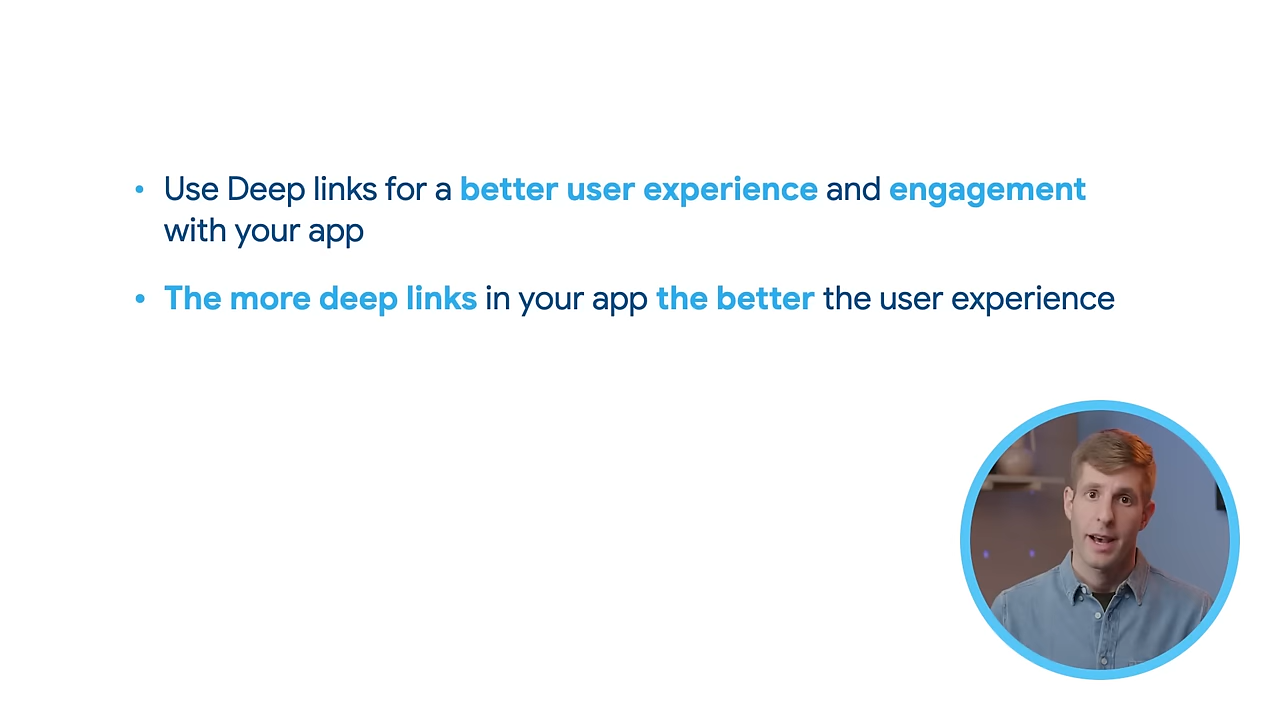 • Use Deep links for a better user experience and engagement
with your app
• The more deep links in your app the better the user experience